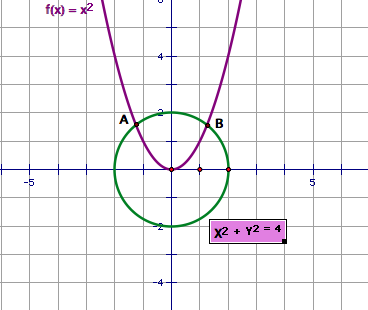 f(x) = x²
6
4
A
2
B
-5
5
-2
X² + Y² = 4
-4